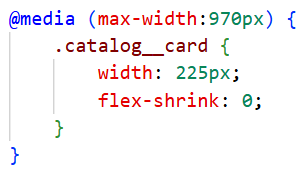 @media (max-width:970px) {
    .catalog__card {
        width: 225px;
        flex-shrink: 0;
    }
}